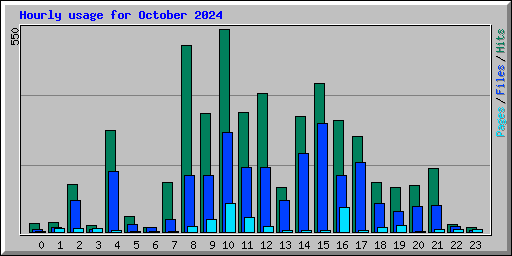 Hourly usage for October 2024
550
Pages/Files/Hits
0 1 2 3 4 5 6 7 8 9 10 11 12 13 14 15 16 17 18 19 20 21 22 23